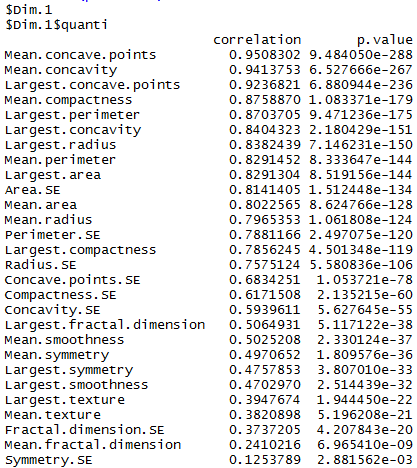 $Dim.1
$Dim.1$quanti
correlation p.value
Mean.concave.points 0.9508302 9.484050e-288
Mean.concavity 0.9413753 6.527666e-267
Largest.concave.points 0.9236821 6.880944e-236
Mean.compactness 0.8758870 1.083371e-179
Largest.perimeter 0.8703705 9.471236e-175
Largest.concavity 0.8404323 2.180429e-151
Largest.radius 0.8382439 7.146231e-150
Mean.perimeter 0.8291452 8.333647e-144
Largest.area 0.8291304 8.519156e-144
Area.SE 0.8141405 1.512448e-134
Mean.area 0.8022565 8.624766e-128
Mean.radius 0.7965353 1.061808e-124
Perimeter.SE 0.7881166 2.497075e-120
Largest.compactness 0.7856245 4.501348e-119
Radius.SE 0.7575124 5.580836e-106
Concave.points.SE 0.6834251 1.053721e-78
Compactness.SE 0.6171508 2.135215e-60
Concavity.SE 0.5939611 5.627645e-55
Largest.fractal.dimension 0.5064931 5.117122e-38
Mean.smoothness 0.5025208 2.330124e-37
Mean.symmetry 0.4970652 1.809576e-36
Largest.symmetry 0.4757853 3.807010e-33
Largest.smoothness 0.4702970 2.514439e-32
Largest.texture 0.3947674 1.944450e-22
Mean.texture 0.3820898 5.196208e-21
Fractal.dimension.SE 0.3737205 4.207843e-20
Mean.fractal.dimension 0.2410216 6.965410e-09
Symmetry.SE 0.1253789 2.881562e-03